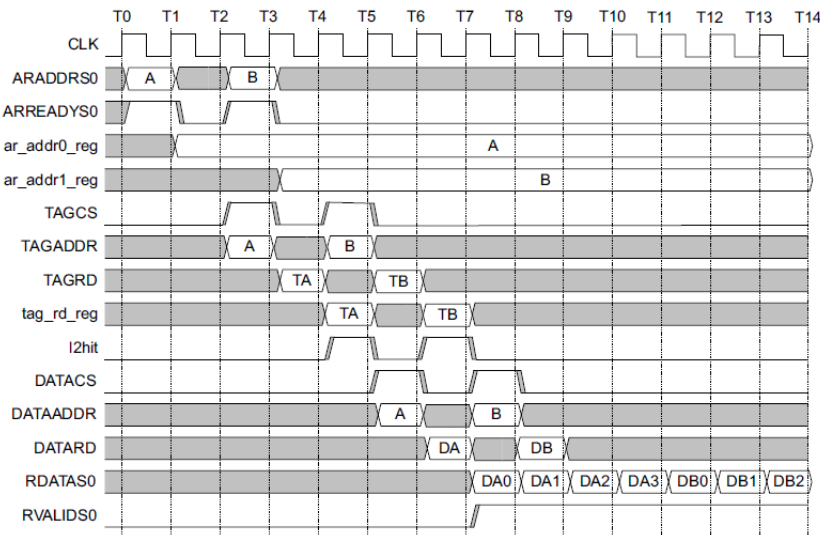 T0 T1 T2 T3 T4 T5 T6 T7 T8 T9 T10 T11 T12 T13 T14
CLK
ARADDRS0 A B
ARREADYS0
ar_addr0_reg A
ar_addr1_reg B
TAGCS
TAGADDR A B
TAGRD TA TB
tag_rd_reg TA TB
l2hit
DATACS
DATAADDR A B
DATARD DA DB
RDATAS0 DA0 DA1 DA2 DA3 DB0 DB1 DB2
RVALIDS0